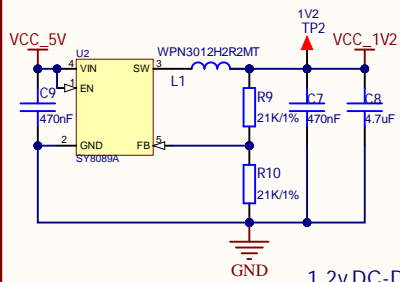 1V2
TP2
VCC_5V
U2
WPN3012H2R2MT
VCC_1V2
4
VIN
SW
3
1
EN
L1
C9
470nF
R9
21K/1%
C7
470nF
C8
4.7uF
2
GND
FB
5
SY8089A
R10
21K/1%
GND
1.2v DC-D